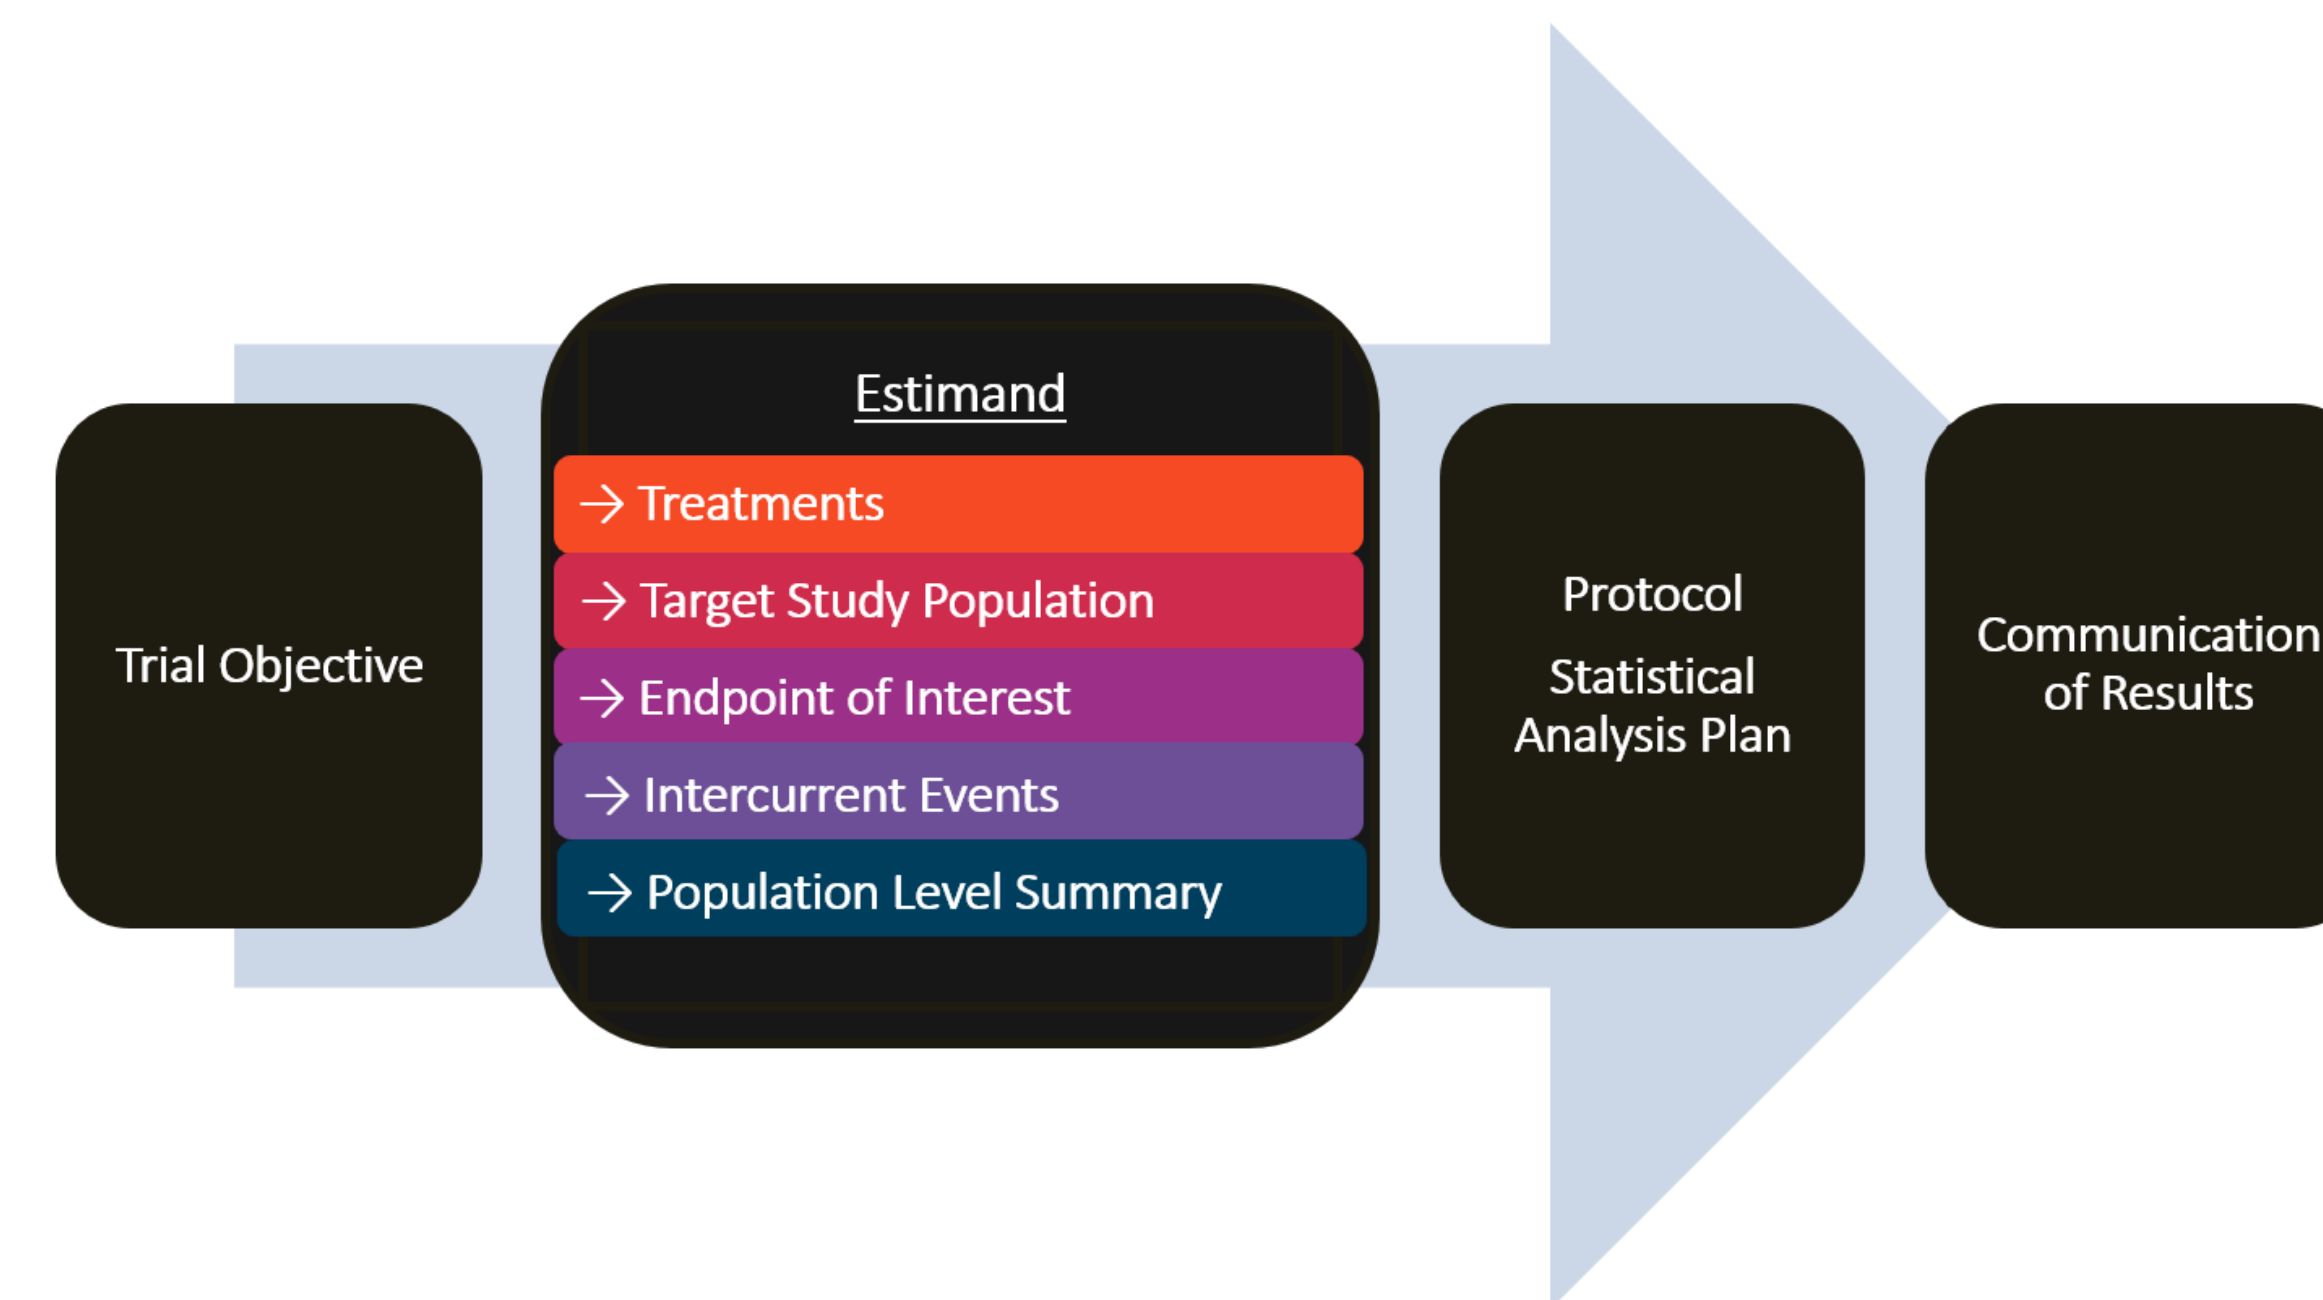 Trial Objective
Estimand
→ Treatments
→ Target Study Population
→ Endpoint of Interest
→ Intercurrent Events
→ Population Level Summary
Protocol
Statistical
Analysis Plan
Communication
of Results